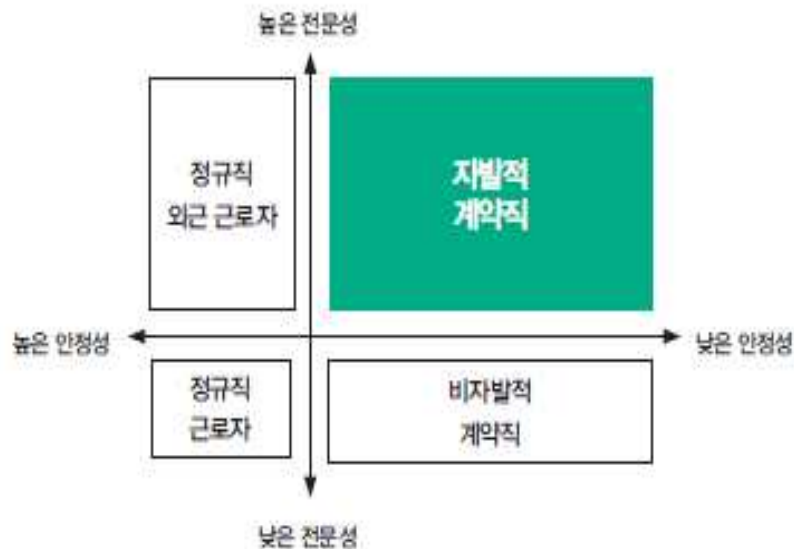 높은 전문성
정규직
외근 근로자
자발적
계약직
높은 안정성
낮은 안정성
정규직
근로자
비자발적
계약직
낮은 전문성